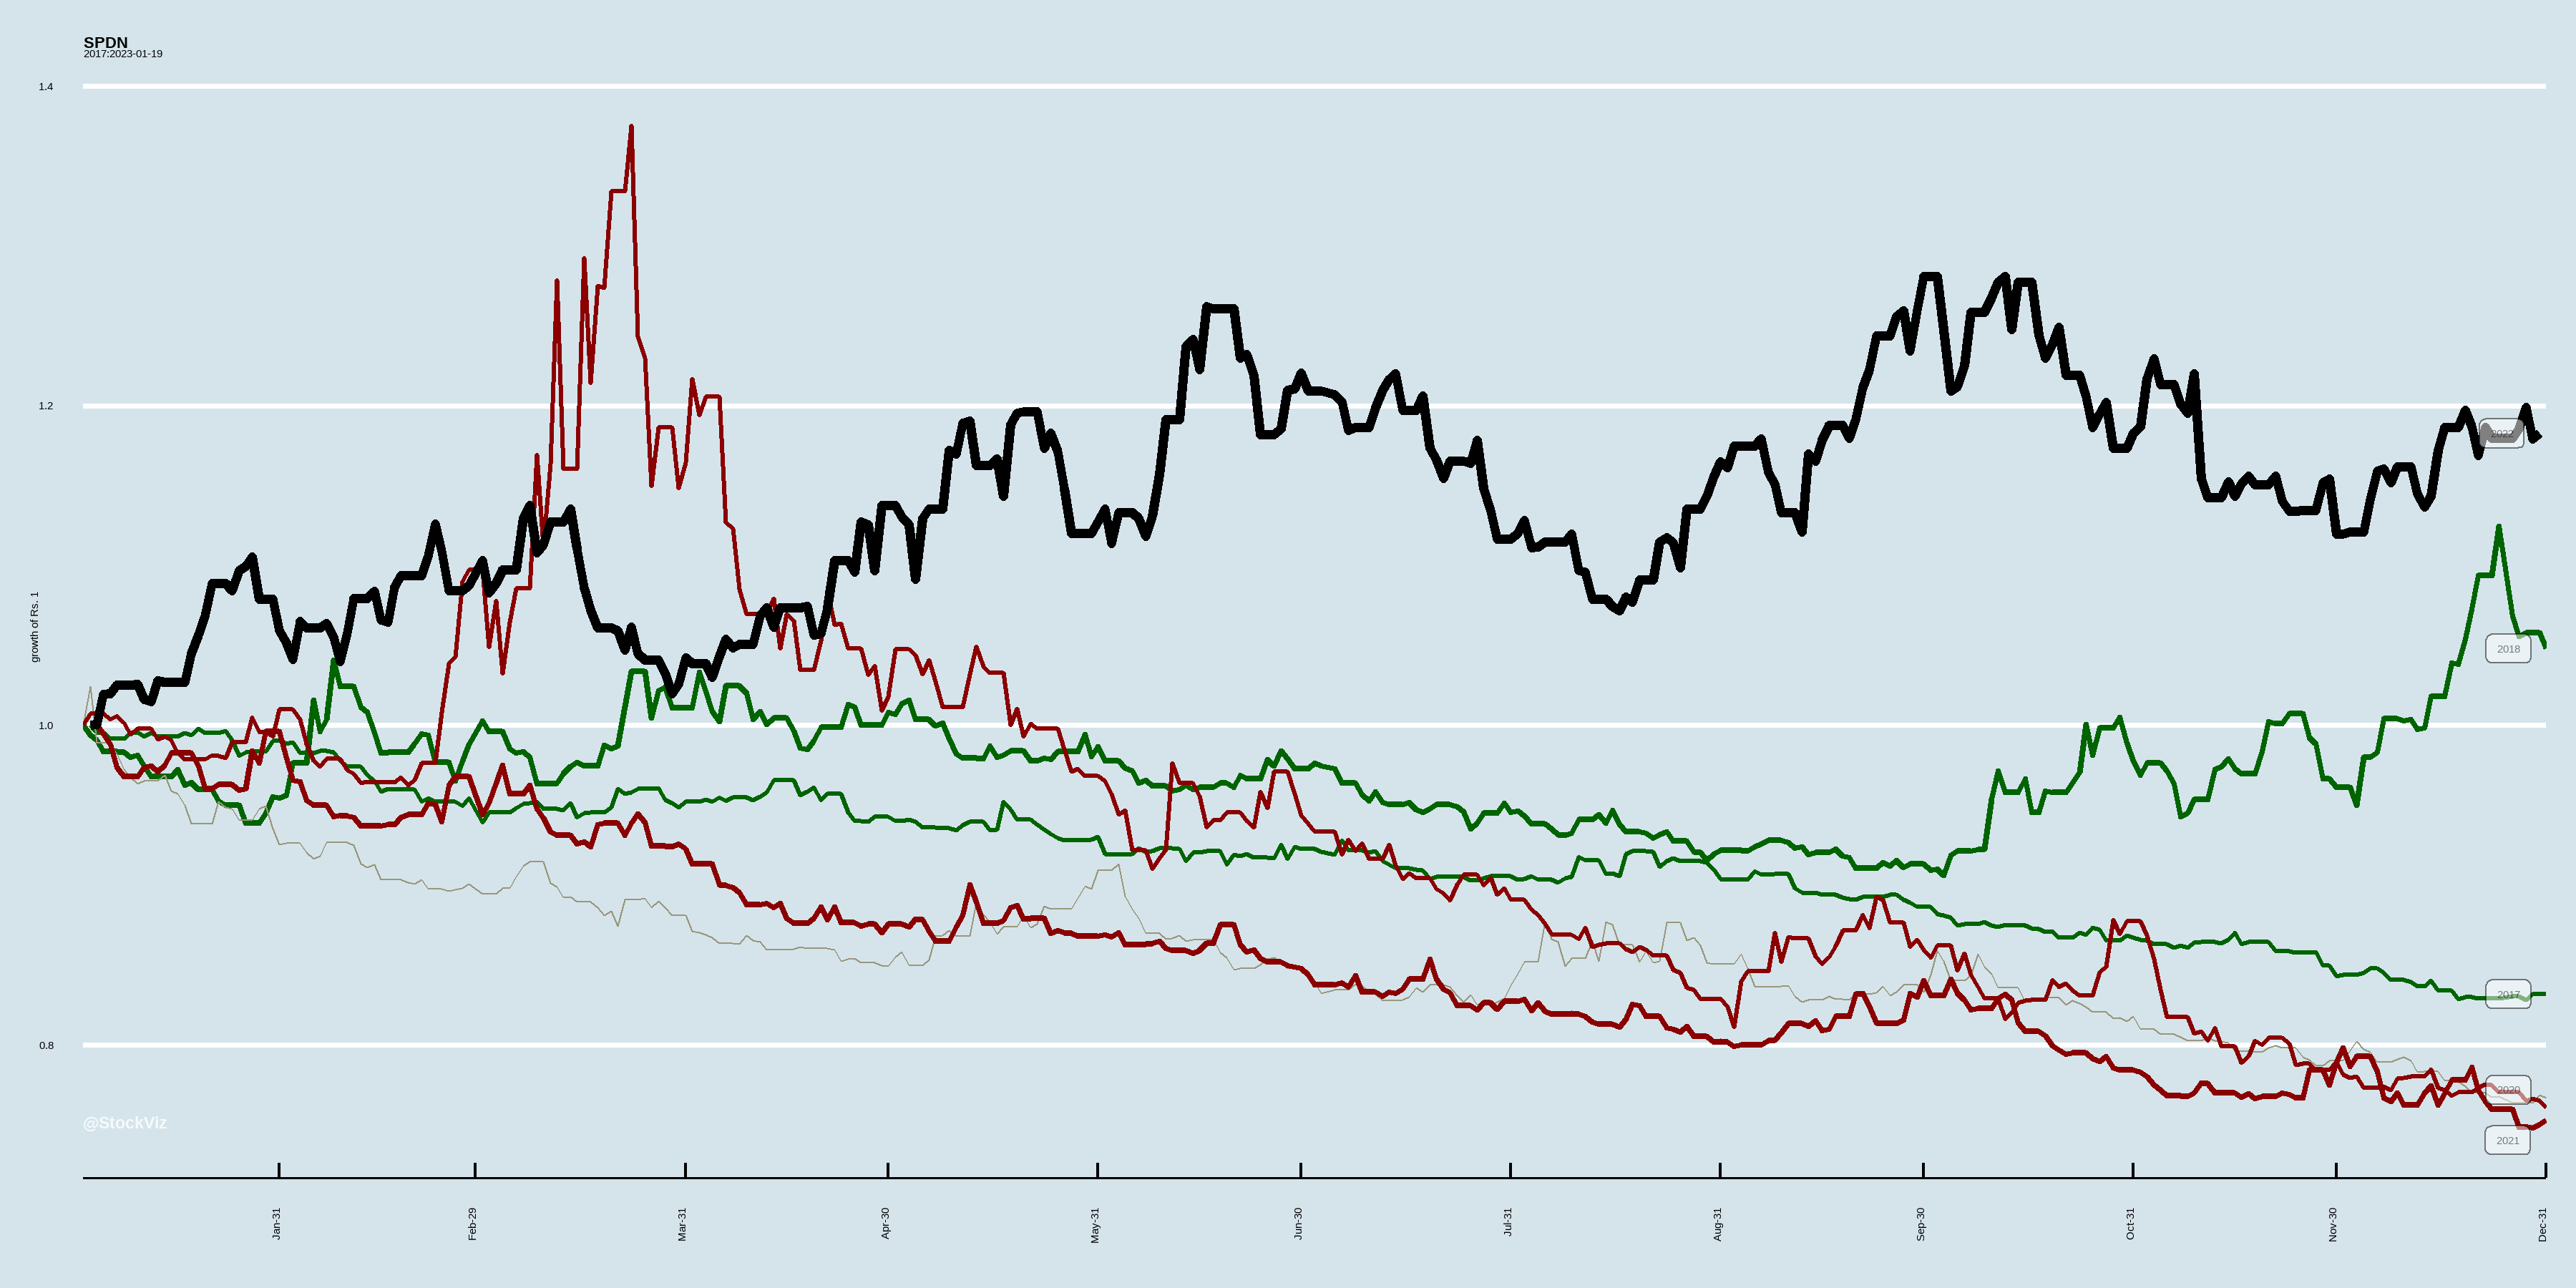 SPDN
2017:2023-01-19
1.4
1.2
1.0
0.8
growth of Rs. 1
2022
2018
2017
2020
2021
@StockViz
Jan-31
Feb-29
Mar-31
Apr-30
May-31
Jun-30
Jul-31
Aug-31
Sep-30
Oct-31
Nov-30
Dec-31